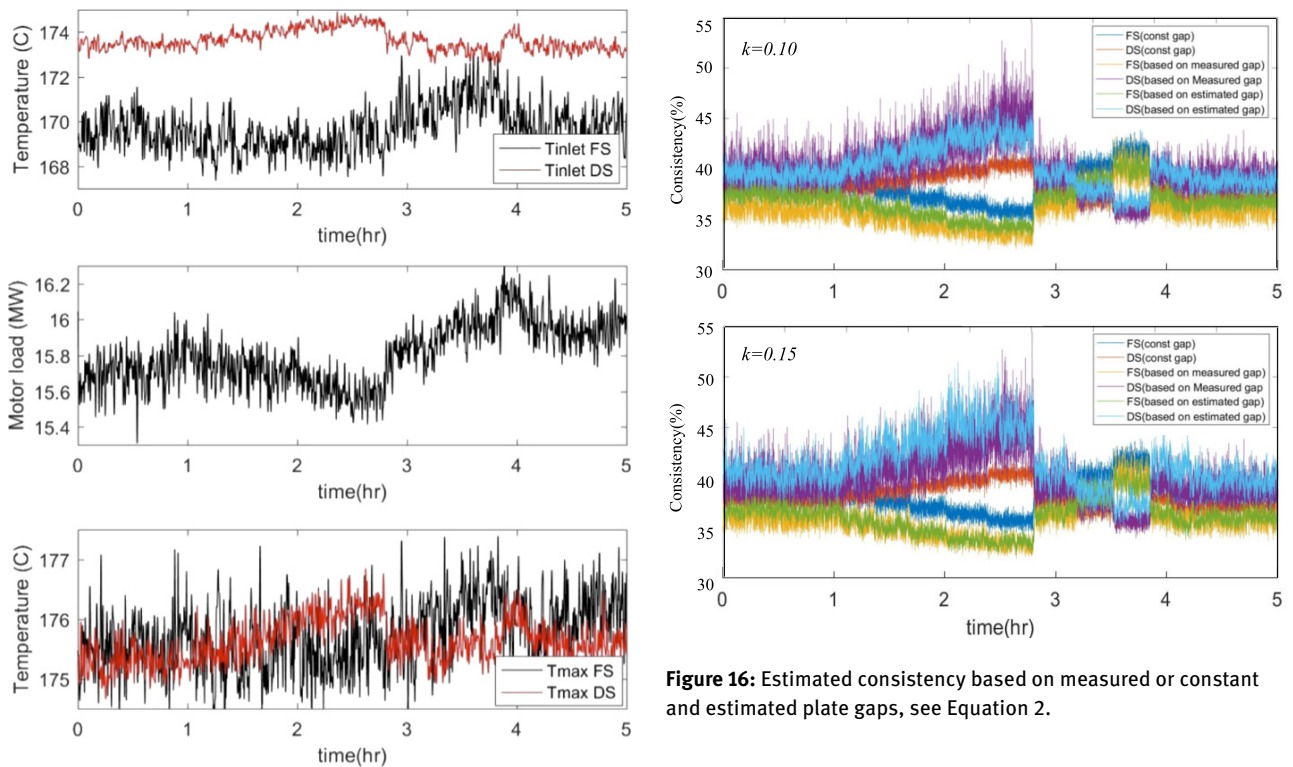 Temperature (C)
174
172
170
168
Tinlet FS
Tinlet DS
0 1 2 3 4 5
time(hr)
Motor load (MW)
16.2
16
15.8
15.6
15.4
0 1 2 3 4 5
time(hr)
Temperature (C)
177
176
175
Tmax FS
Tmax DS
0 1 2 3 4 5
time(hr)
Consistency(%)
55
50
45
40
35
30
k=0.10
FS(const gap)
DS(const gap)
FS(based on measured gap)
DS(based on Measured gap
FS(based on estimated gap)
DS(based on estimated gap)
0 1 2 3 4 5
Consistency(%)
55
50
45
40
35
30
k=0.15
FS(const gap)
DS(const gap)
FS(based on measured gap)
DS(based on Measured gap
FS(based on estimated gap)
DS(based on estimated gap)
0 1 2 3 4 5
time(hr)
Figure 16: Estimated consistency based on measured or constant
and estimated plate gaps, see Equation 2.